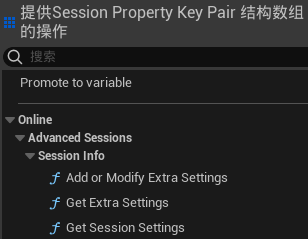 提供Session Property Key Pair 结构数组
的操作
搜索
Promote to variable
Online
Advanced Sessions
Session Info
Add or Modify Extra Settings
Get Extra Settings
Get Session Settings